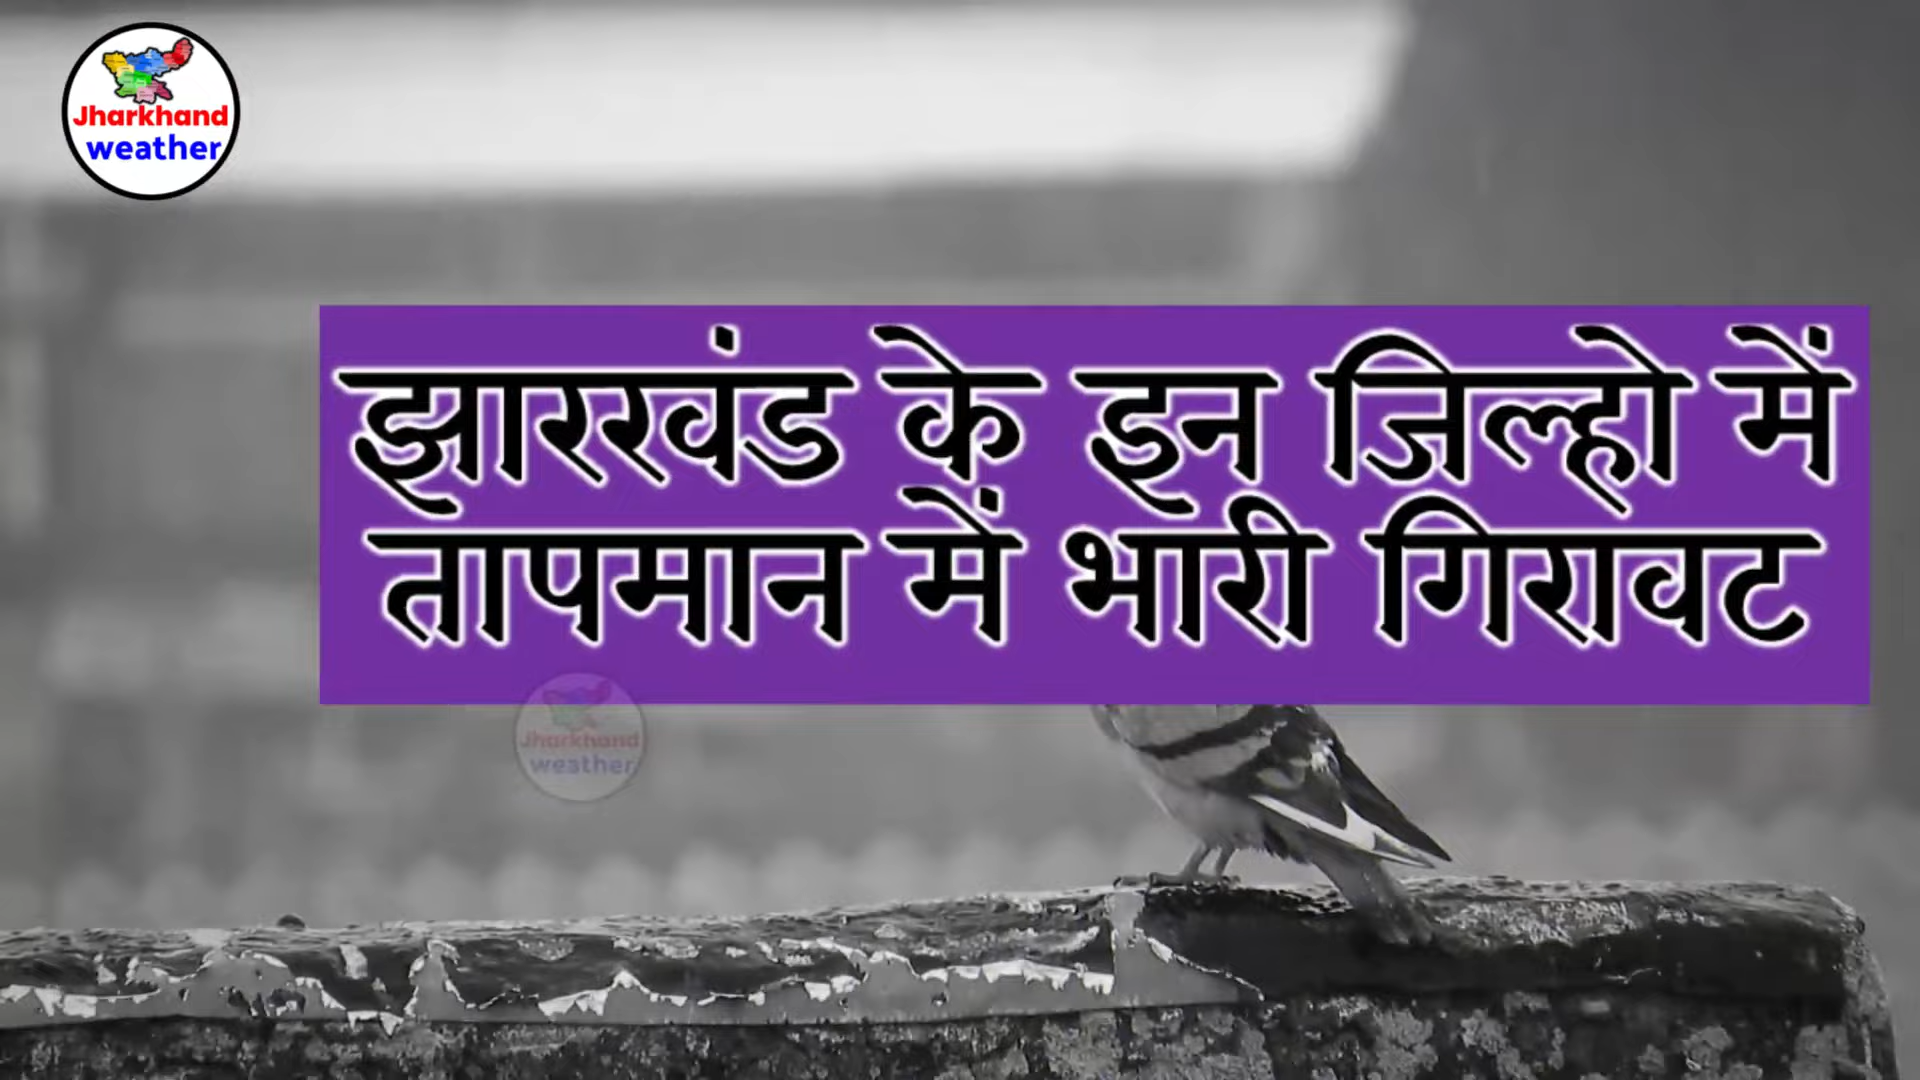 Jharkhand
weather
झारखंड के इन जिल्हो में
तापमान में भारी गिरावट
Jharkhand
weather